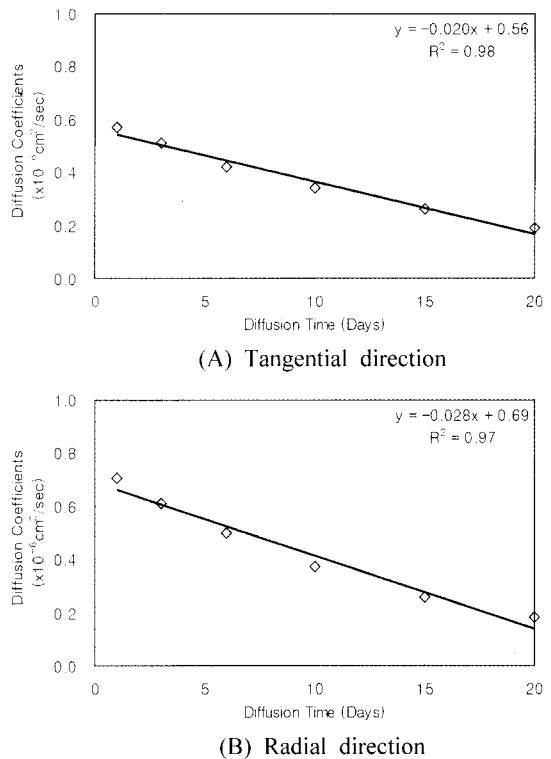 1.0
0.8
0.6
0.4
0.2
0.0
Diffusion Coefficients
(x10⁻⁶cm²/sec)
y = -0.020x + 0.56
R² = 0.98
0 5 10 15 20
Diffusion Time (Days)
(A) Tangential direction
1.0
0.8
0.6
0.4
0.2
0.0
Diffusion Coefficients
(x10⁻⁶cm²/sec)
y = -0.028x + 0.69
R² = 0.97
0 5 10 15 20
Diffusion Time (Days)
(B) Radial direction